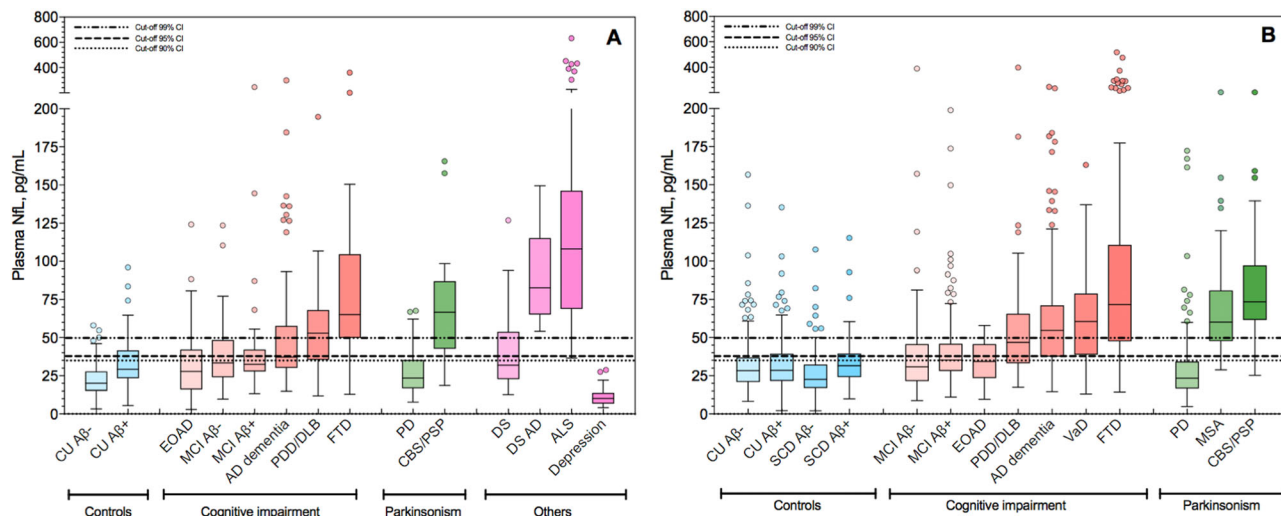 A
Plasma NfL, pg/mL
800
600
400
200
150
125
100
75
50
25
0
Cut-off 99% CI
Cut-off 95% CI
Cut-off 90% CI
CU Aβ-
CU Aβ+
EOAD
MCI Aβ-
MCI Aβ+
AD dementia
PDD/DLB
FTD
PD
CBS/PSP
DS
DS AD
ALS
Depression
Controls
Cognitive impairment
Parkinsonism
Others
B
Plasma NfL, pg/mL
800
600
400
200
150
125
100
75
50
25
0
Cut-off 99% CI
Cut-off 95% CI
Cut-off 90% CI
CU Aβ-
CU Aβ+
SCD Aβ-
SCD Aβ+
MCI Aβ-
MCI Aβ+
EOAD
PDD/DLB
AD dementia
VaD
FTD
PD
MSA
CBS/PSP
Controls
Cognitive impairment
Parkinsonism